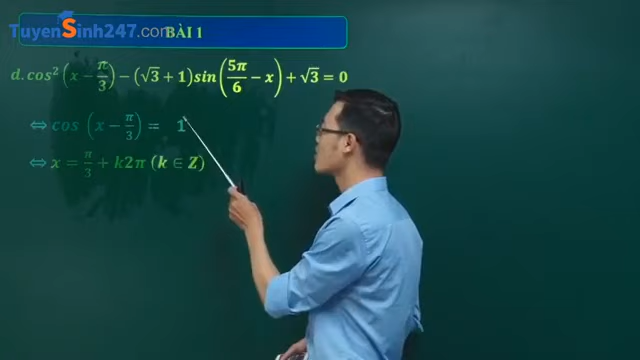 TuyenSinh247.com
BÀI 1
d. cos² (x − π/3) − (√3 + 1)sin(5π/6 − x) + √3 = 0
⇔ cos (x − π/3) = 1
⇔ x = π/3 + k2π (k ∈ Z)